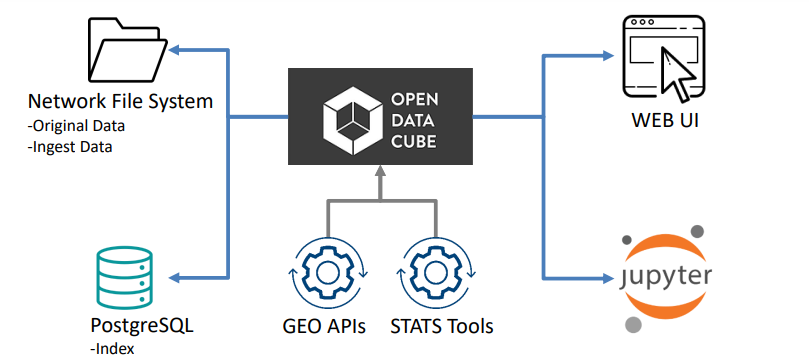 OPEN
DATA
CUBE
Network File System
-Original Data
-Ingest Data
WEB UI
PostgreSQL
-Index
GEO APIs
STATS Tools
jupyter